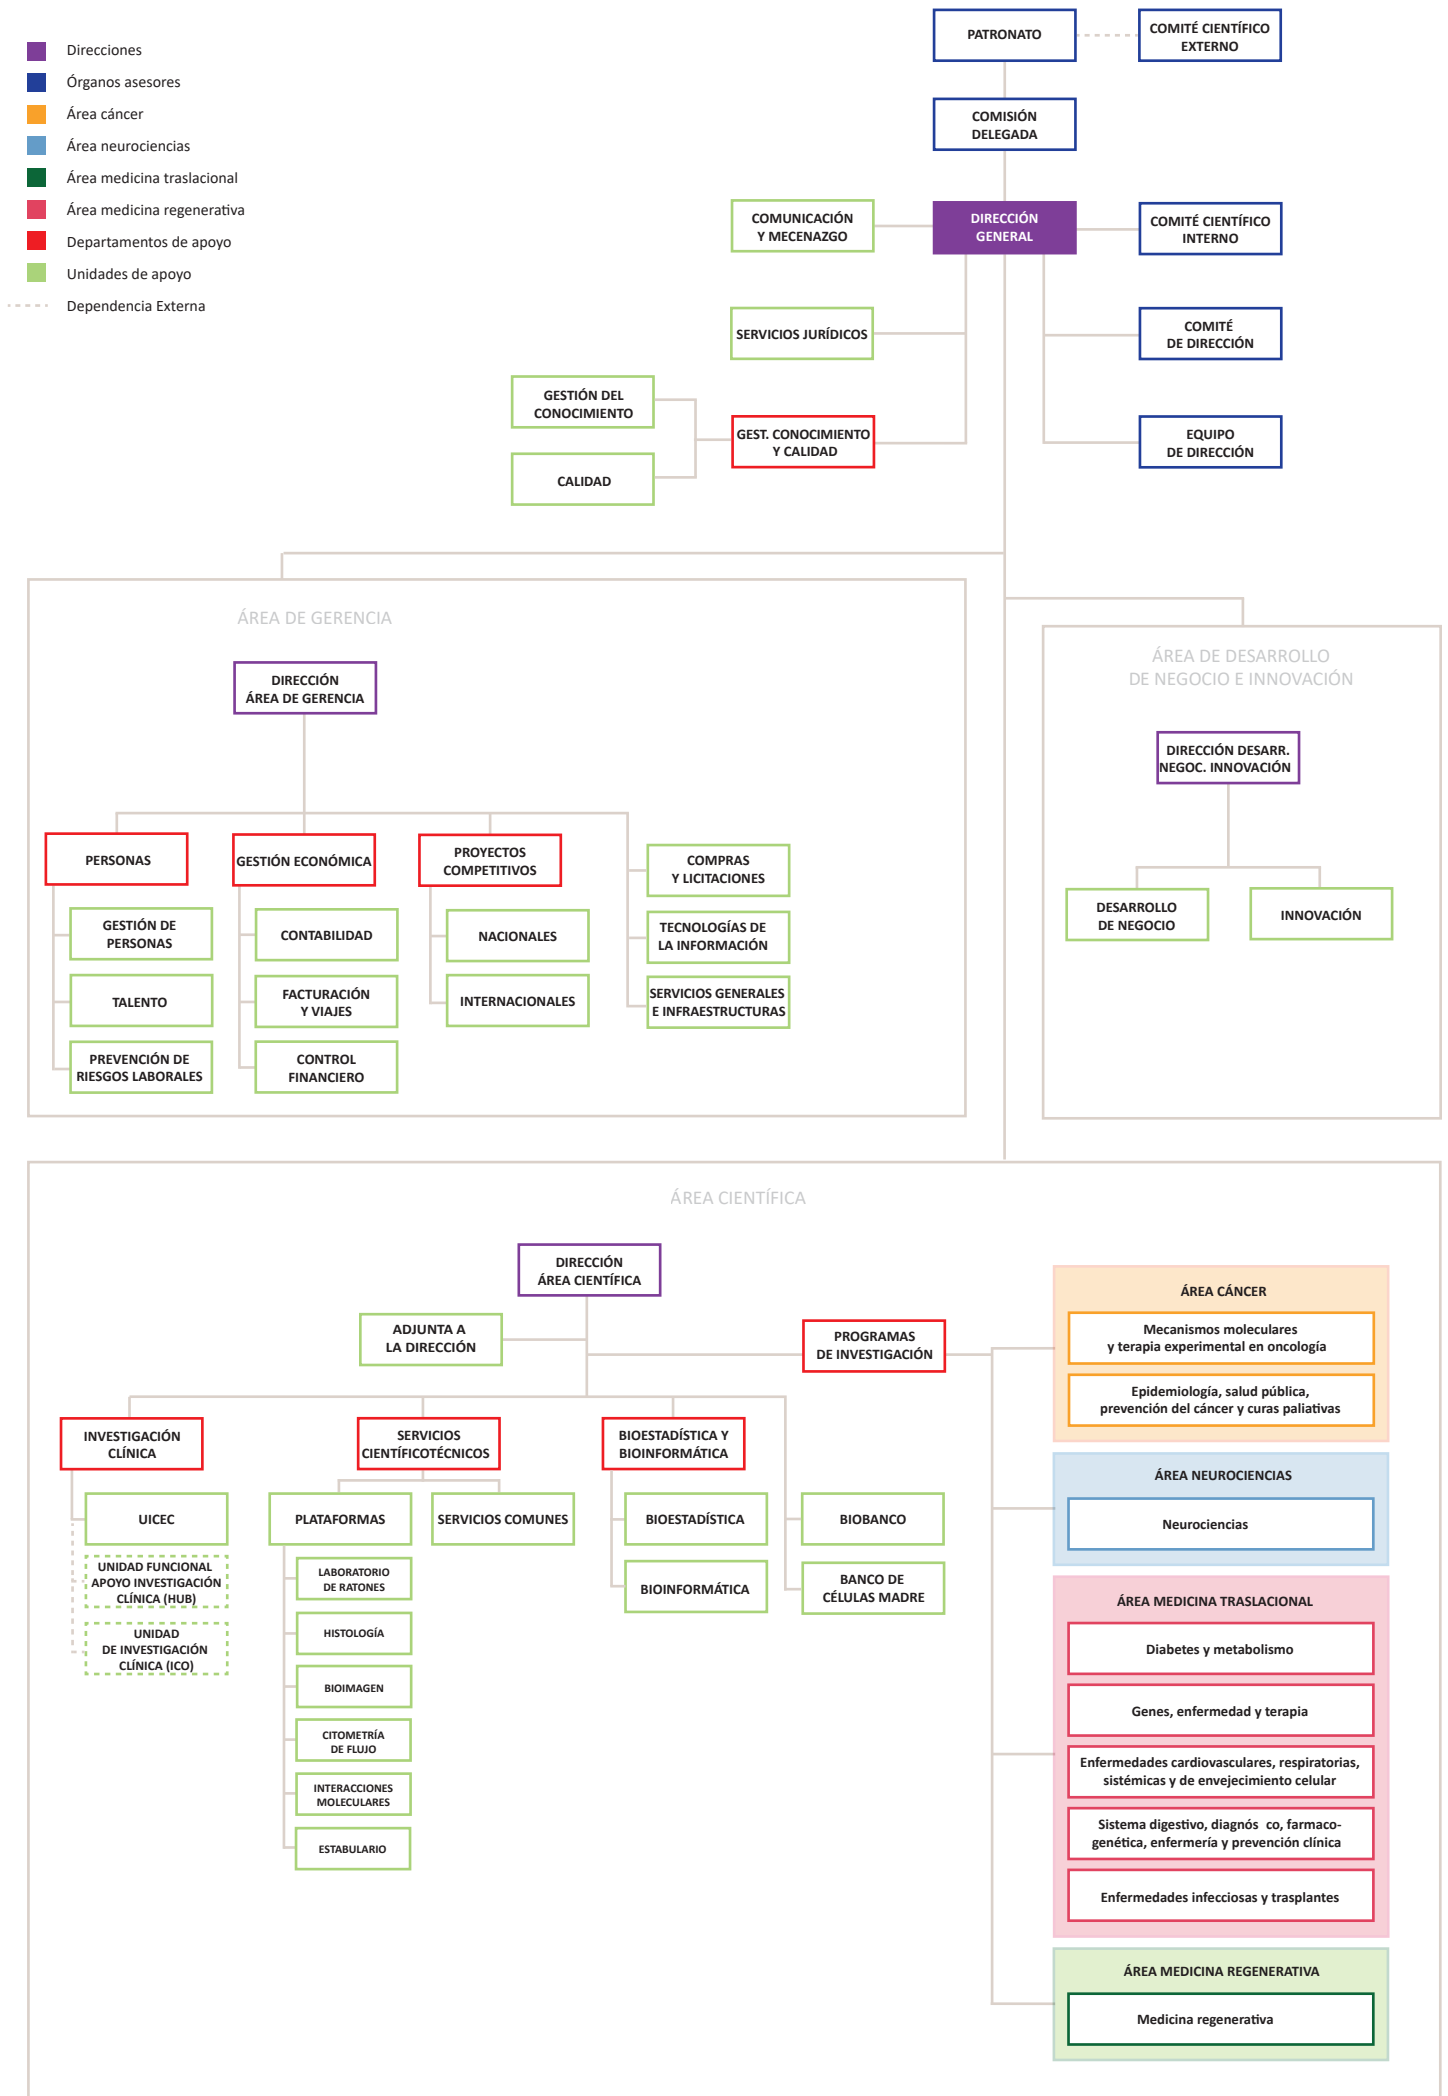 Direcciones
Órganos asesores
Área cáncer
Área neurociencias
Área medicina traslacional
Área medicina regenerativa
Departamentos de apoyo
Unidades de apoyo
Dependencia Externa
PATRONATO
COMITÉ CIENTÍFICO
EXTERNO
COMISIÓN
DELEGADA
COMUNICACIÓN
Y MECENAZGO
DIRECCIÓN
GENERAL
COMITÉ CIENTÍFICO
INTERNO
SERVICIOS JURÍDICOS
COMITÉ
DE DIRECCIÓN
GESTIÓN DEL
CONOCIMIENTO
GEST. CONOCIMIENTO
Y CALIDAD
EQUIPO
DE DIRECCIÓN
CALIDAD
ÁREA DE GERENCIA
DIRECCIÓN
ÁREA DE GERENCIA
PERSONAS
GESTIÓN DE
PERSONAS
TALENTO
PREVENCIÓN DE
RIESGOS LABORALES
GESTIÓN ECONÓMICA
CONTABILIDAD
FACTURACIÓN
Y VIAJES
CONTROL
FINANCIERO
PROYECTOS
COMPETITIVOS
NACIONALES
INTERNACIONALES
COMPRAS
Y LICITACIONES
TECNOLOGÍAS DE
LA INFORMACIÓN
SERVICIOS GENERALES
E INFRAESTRUCTURAS
ÁREA DE DESARROLLO
DE NEGOCIO E INNOVACIÓN
DIRECCIÓN DESARR.
NEGOC. INNOVACIÓN
DESARROLLO
DE NEGOCIO
INNOVACIÓN
ÁREA CIENTÍFICA
DIRECCIÓN
ÁREA CIENTÍFICA
ADJUNTA A
LA DIRECCIÓN
PROGRAMAS
DE INVESTIGACIÓN
INVESTIGACIÓN
CLÍNICA
UICEC
UNIDAD FUNCIONAL
APOYO INVESTIGACIÓN
CLÍNICA (HUB)
UNIDAD
DE INVESTIGACIÓN
CLÍNICA (ICO)
SERVICIOS
CIENTÍFICOTÉCNICOS
PLATAFORMAS
SERVICIOS COMUNES
LABORATORIO
DE RATONES
HISTOLOGÍA
BIOIMAGEN
CITOMETRÍA
DE FLUJO
INTERACCIONES
MOLECULARES
ESTABULARIO
BIOESTADÍSTICA Y
BIOINFORMÁTICA
BIOESTADÍSTICA
BIOINFORMÁTICA
BIOBANCO
BANCO DE
CÉLULAS MADRE
ÁREA CÁNCER
Mecanismos moleculares
y terapia experimental en oncología
Epidemiología, salud pública,
prevención del cáncer y curas paliativas
ÁREA NEUROCIENCIAS
Neurociencias
ÁREA MEDICINA TRASLACIONAL
Diabetes y metabolismo
Genes, enfermedad y terapia
Enfermedades cardiovasculares, respiratorias,
sistémicas y de envejecimiento celular
Sistema digestivo, diagnós co, farmaco-
genética, enfermería y prevención clínica
Enfermedades infecciosas y trasplantes
ÁREA MEDICINA REGENERATIVA
Medicina regenerativa